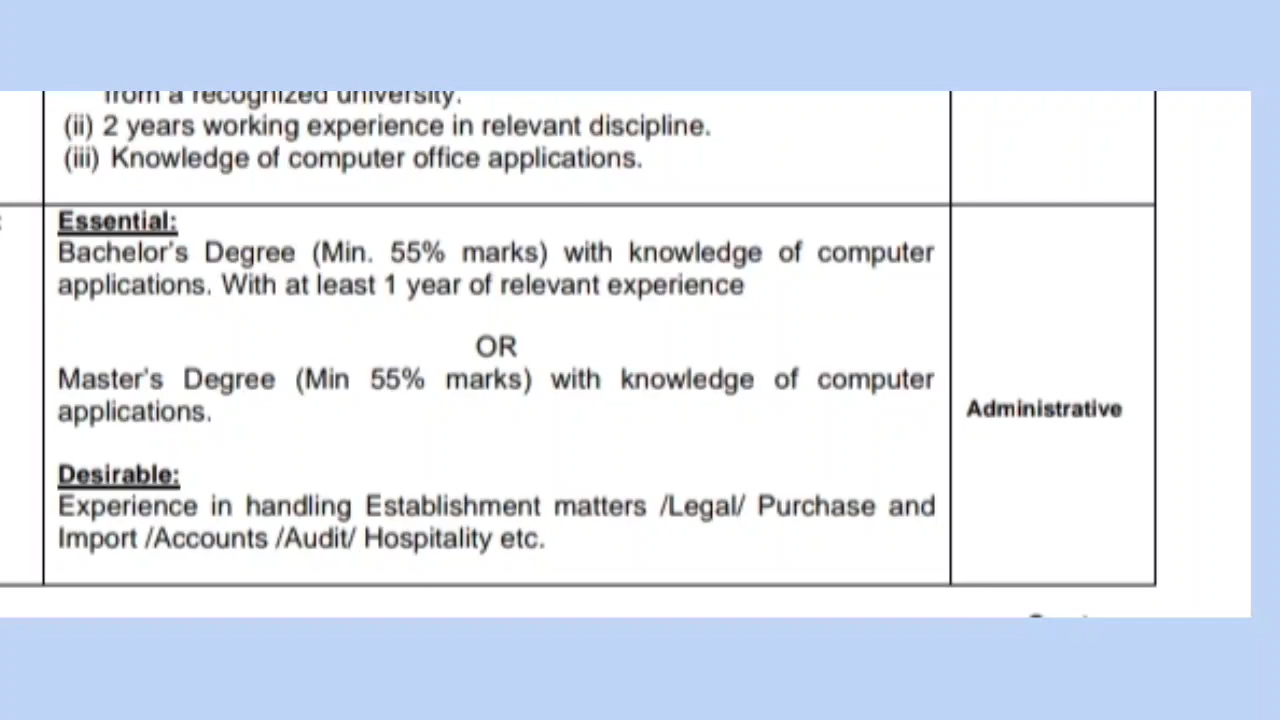 from a recognized university.
(ii) 2 years working experience in relevant discipline.
(iii) Knowledge of computer office applications.
Essential:
Bachelor's Degree (Min. 55% marks) with knowledge of computer
applications. With at least 1 year of relevant experience
OR
Master's Degree (Min 55% marks) with knowledge of computer
applications.
Administrative
Desirable:
Experience in handling Establishment matters /Legal/ Purchase and
Import /Accounts /Audit/ Hospitality etc.